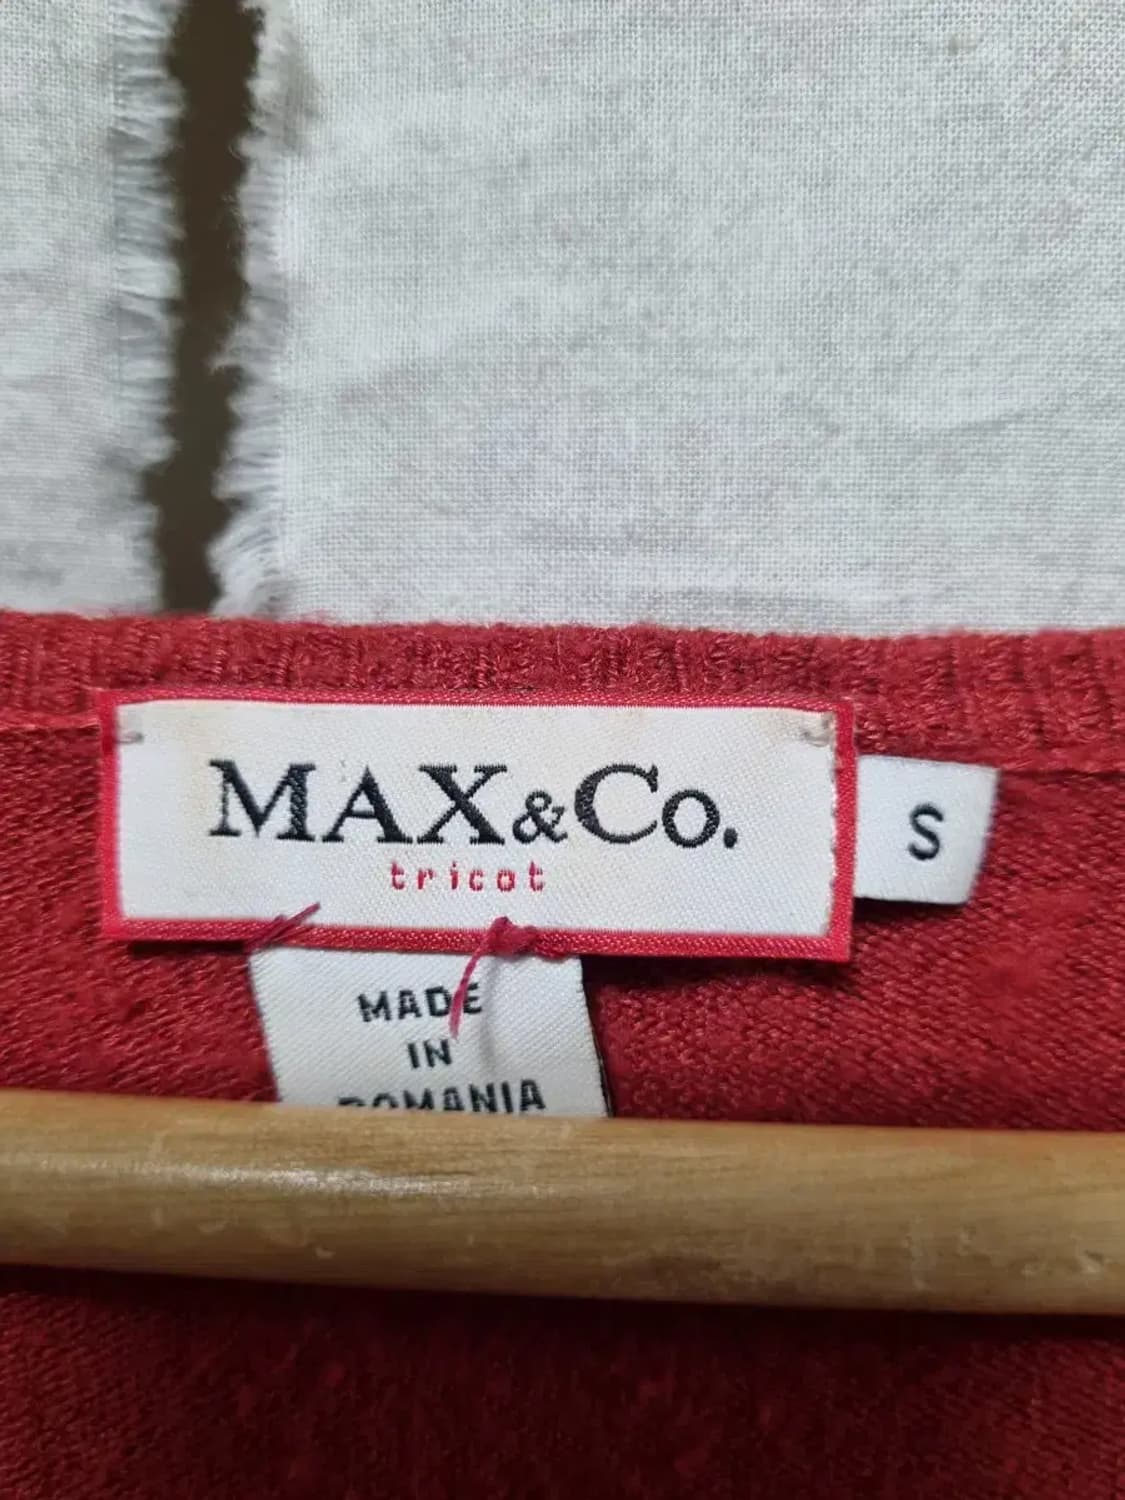 MAX&Co.
tricot
S
MADE
IN
ROMANIA